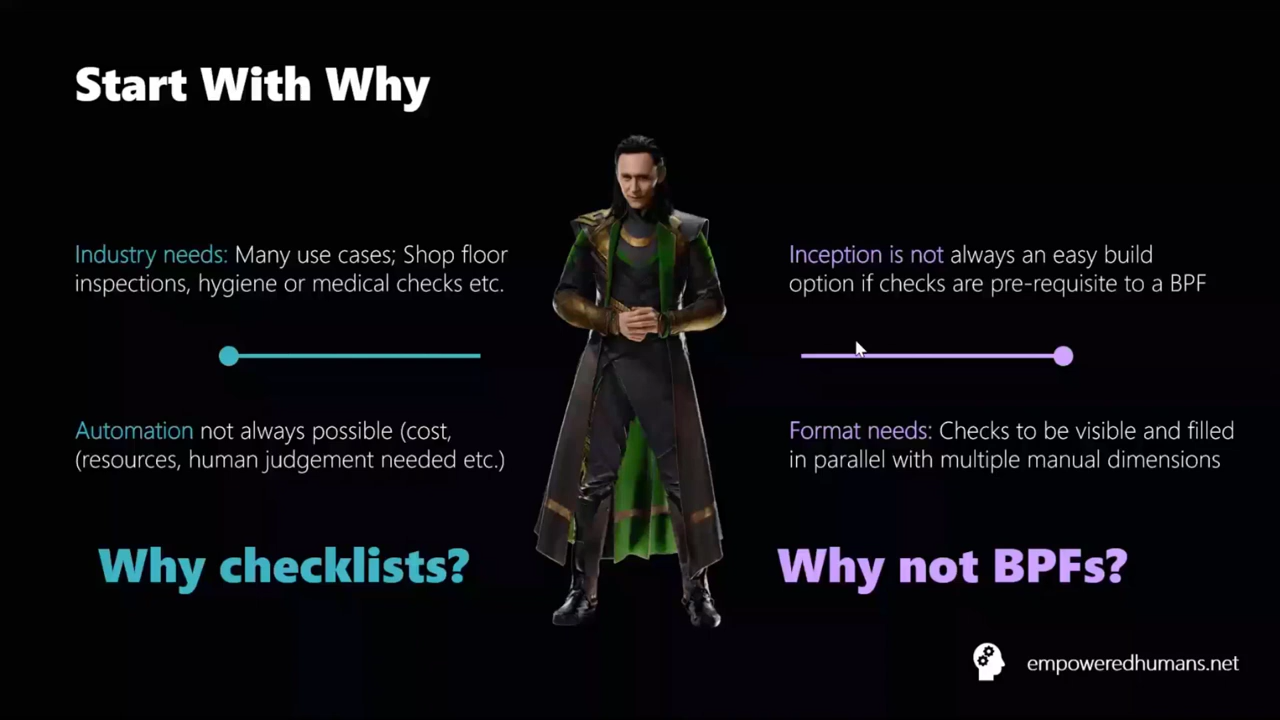 Start With Why
Industry needs: Many use cases; Shop floor
inspections, hygiene or medical checks etc.
Automation not always possible (cost,
(resources, human judgement needed etc.)
Why checklists?
Inception is not always an easy build
option if checks are pre-requisite to a BPF
Format needs: Checks to be visible and filled
in parallel with multiple manual dimensions
Why not BPFs?
empoweredhumans.net